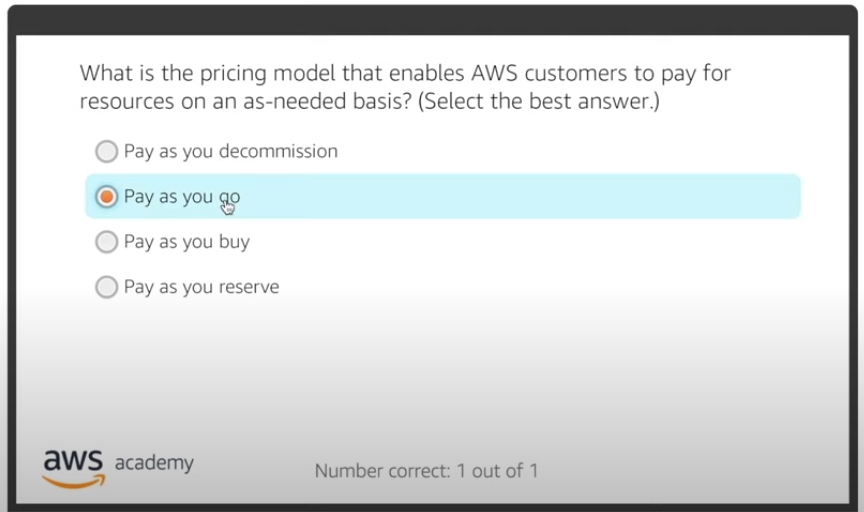 What is the pricing model that enables AWS customers to pay for
resources on an as-needed basis? (Select the best answer.)
Pay as you decommission
Pay as you go
Pay as you buy
Pay as you reserve
aws academy
Number correct: 1 out of 1